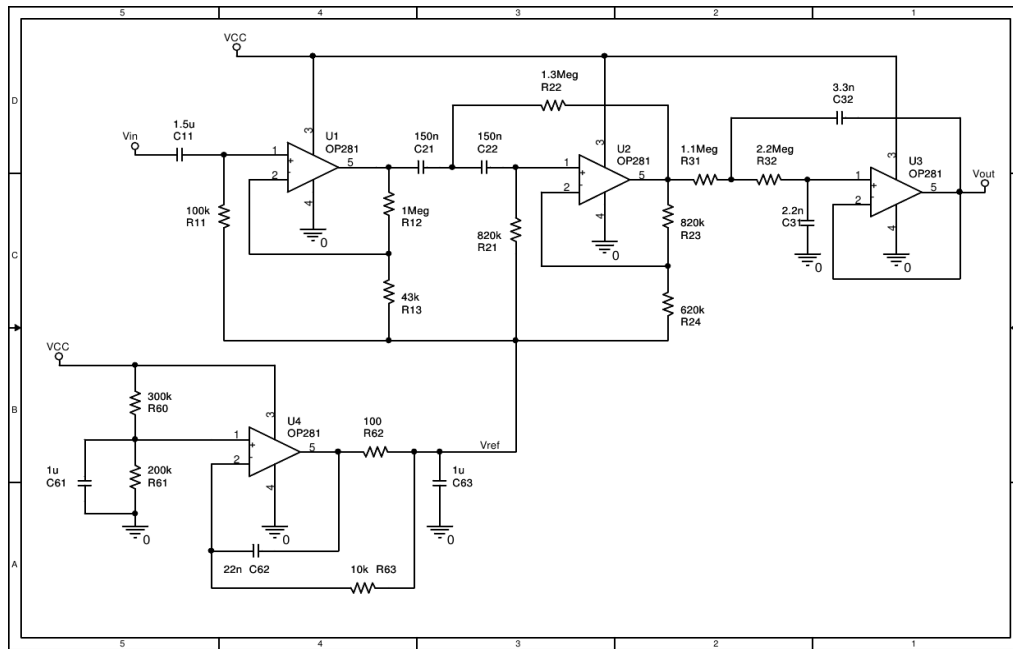 5 4 3 2 1
D
C
B
A
VCC
1.3Meg
R22
3.3n
C32
Vin
1.5u
C11
3
U1
OP281
1
+
-
2
5
4
0
150n
C21
150n
C22
3
U2
OP281
1
+
-
2
5
4
0
1.1Meg
R31
2.2Meg
R32
3
U3
OP281
1
+
-
2
5
4
0
Vout
100k
R11
1Meg
R12
820k
R21
820k
R23
2.2n
C31
0
43k
R13
620k
R24
VCC
300k
R60
3
U4
OP281
1
+
-
2
5
4
0
100
R62
Vref
1u
C61
200k
R61
0
1u
C63
0
22n C62
10k R63
5 4 3 2 1